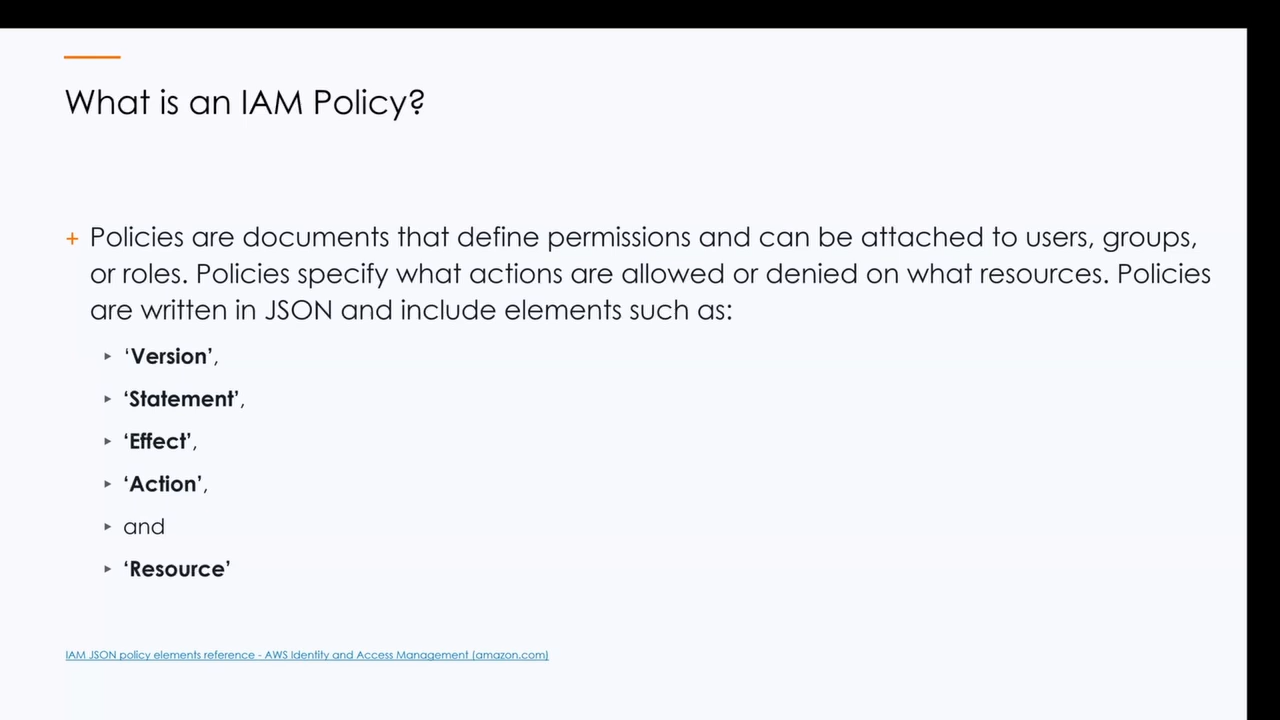 What is an IAM Policy?
+ Policies are documents that define permissions and can be attached to users, groups,
or roles. Policies specify what actions are allowed or denied on what resources. Policies
are written in JSON and include elements such as:
‘Version’,
‘Statement’,
‘Effect’,
‘Action’,
and
‘Resource’
IAM JSON policy elements reference - AWS Identity and Access Management (amazon.com)